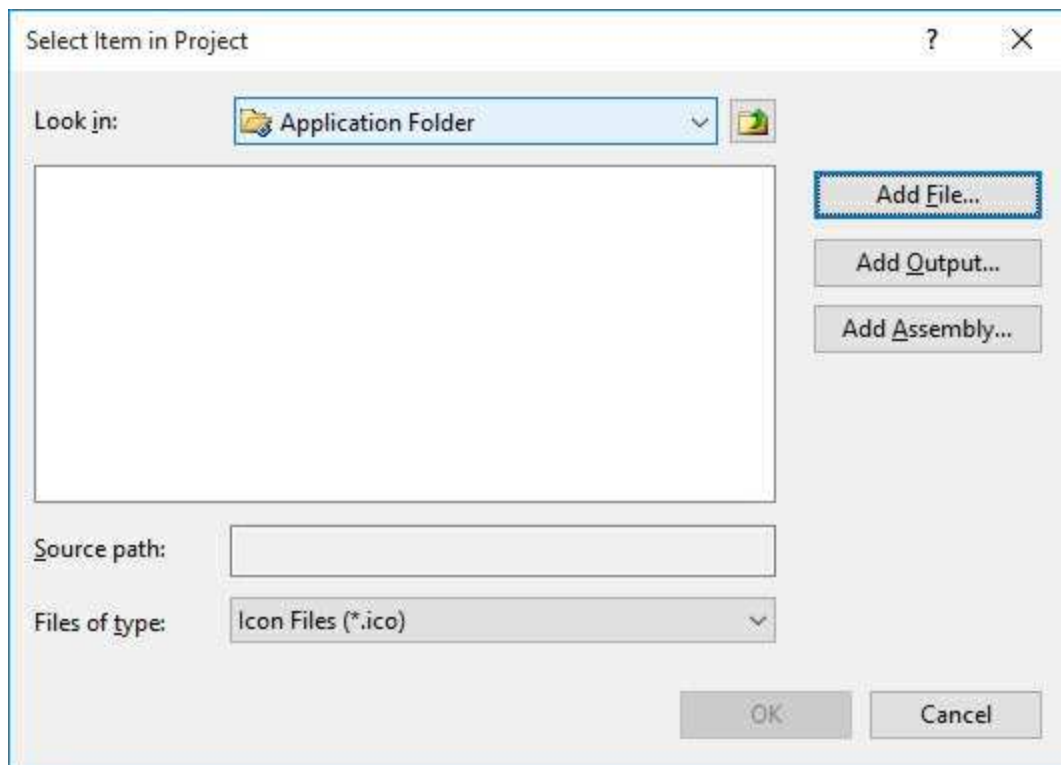 Select Item in Project ?
Look in: Application Folder
Add File...
Add Output...
Add Assembly...
Source path:
Files of type: Icon Files (*.ico)
OK Cancel